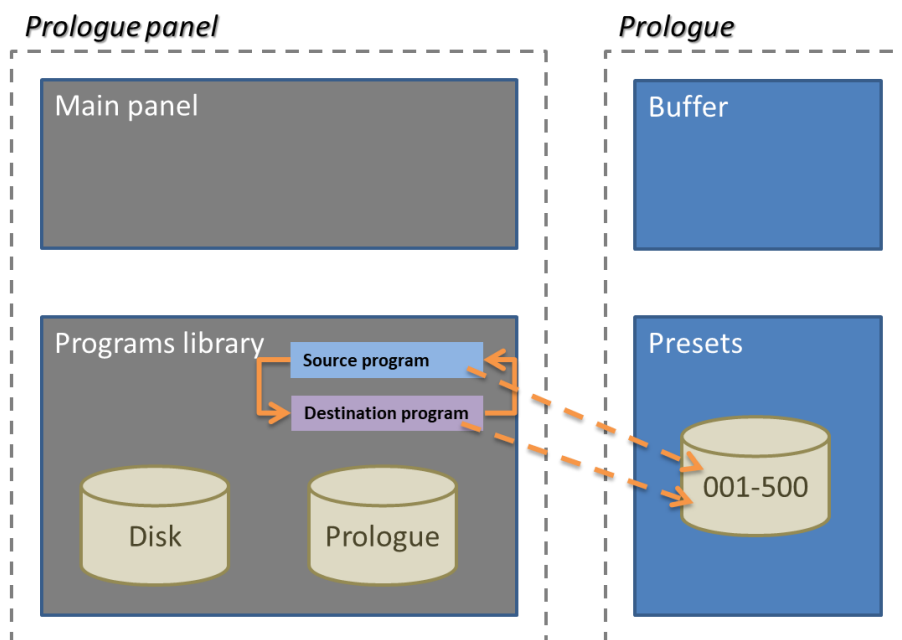 Prologue panel
Prologue
Main panel
Buffer
Programs library
Source program
Destination program
Disk
Prologue
Presets
001-500